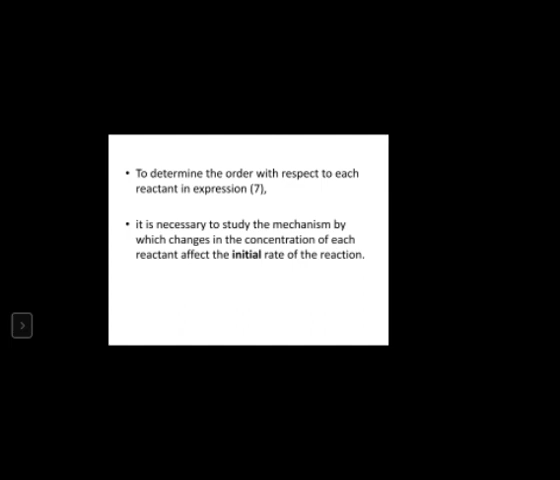 • To determine the order with respect to each
reactant in expression (7),
• it is necessary to study the mechanism by
which changes in the concentration of each
reactant affect the initial rate of the reaction.